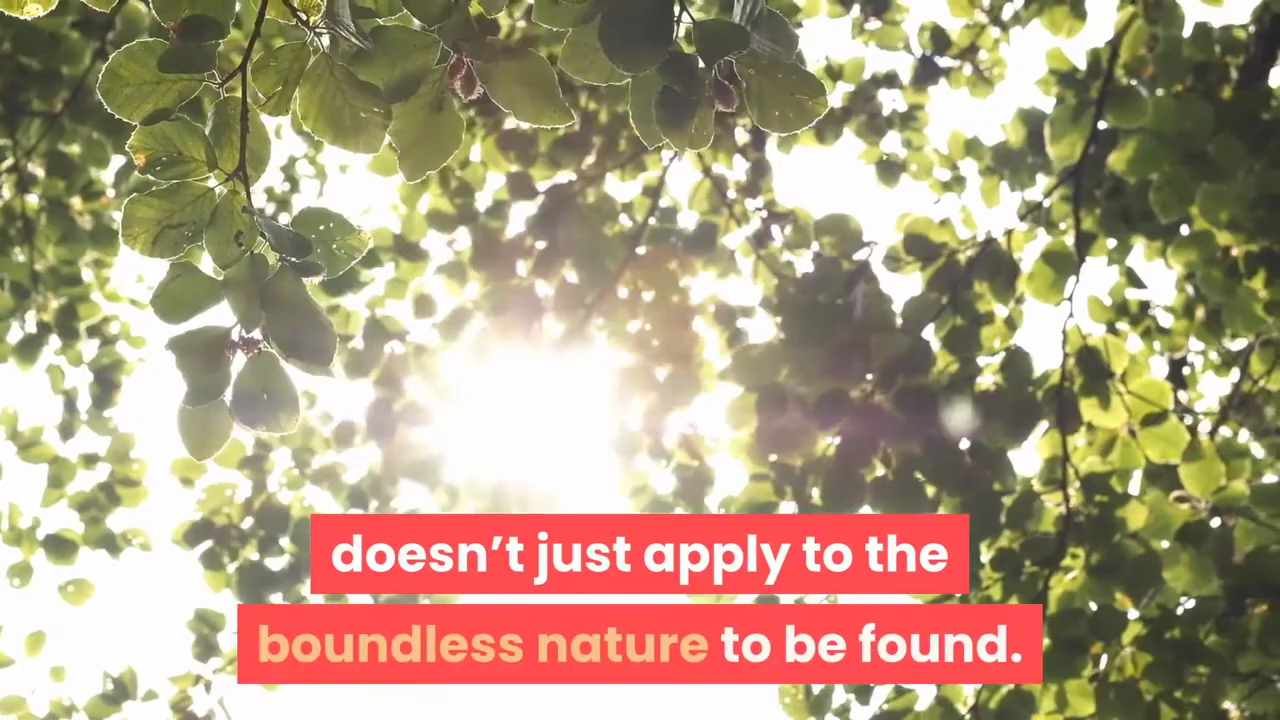 doesn’t just apply to the
boundless nature to be found.